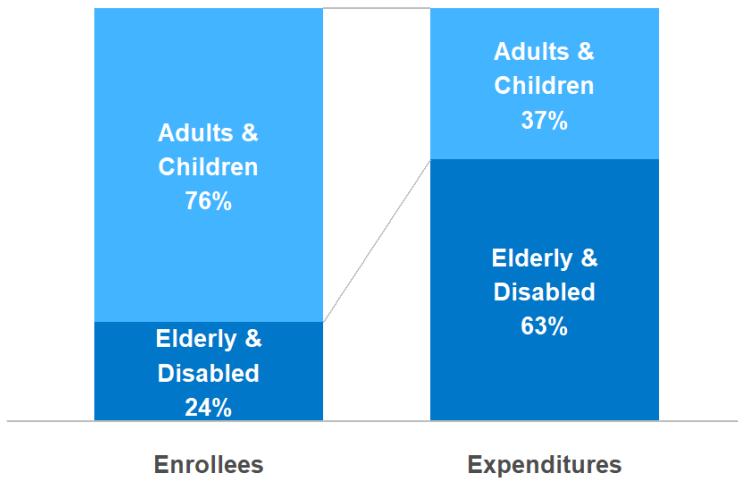 Adults &
Children
76%
Elderly &
Disabled
24%
Adults &
Children
37%
Elderly &
Disabled
63%
Enrollees
Expenditures